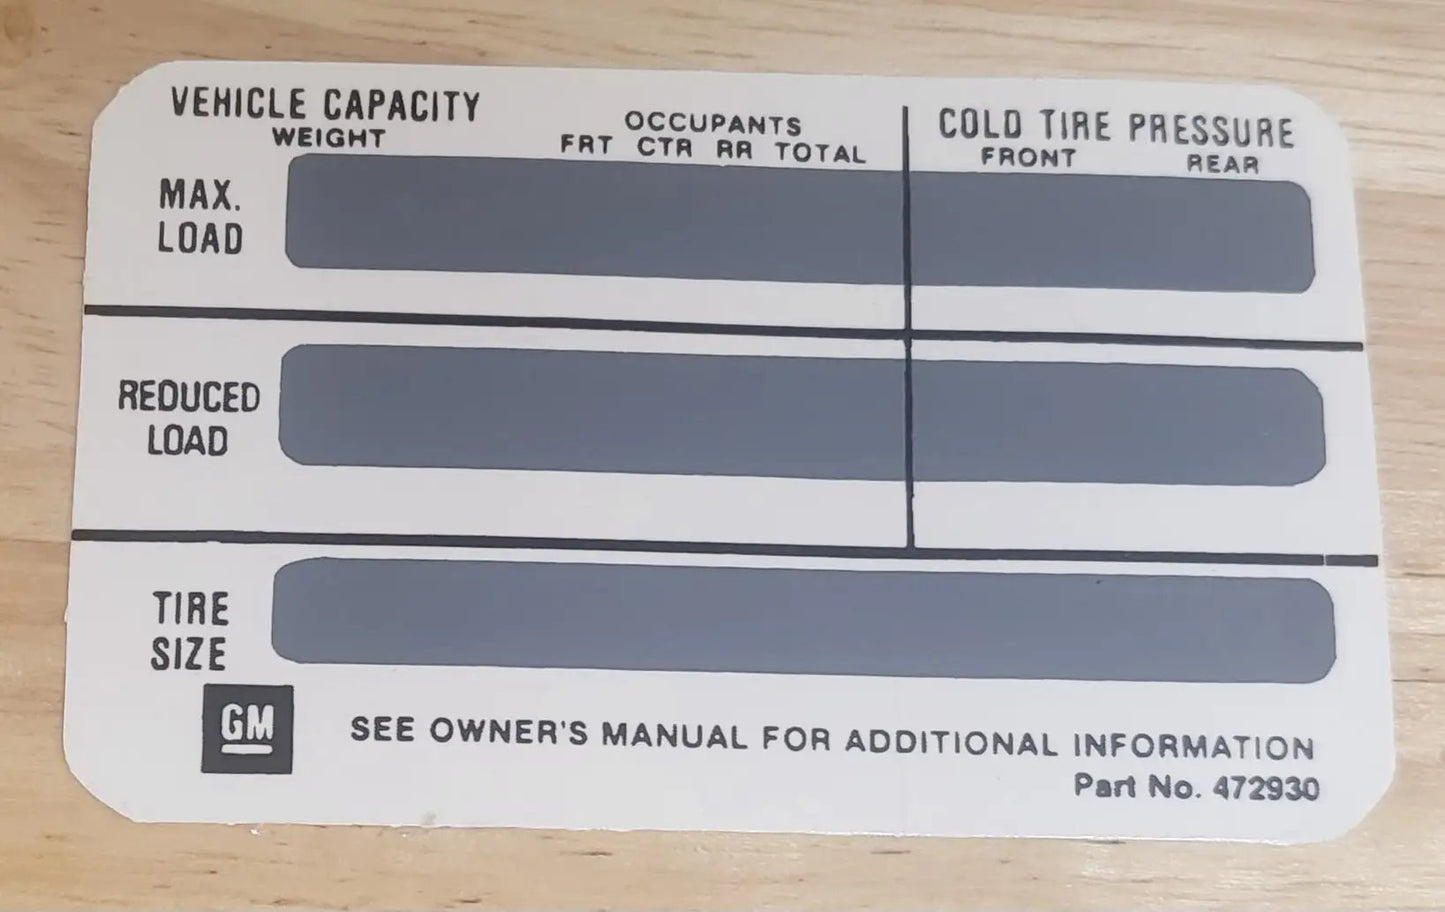 VEHICLE CAPACITY
WEIGHT
OCCUPANTS
FRT CTR RR TOTAL
COLD TIRE PRESSURE
FRONT REAR
MAX.
LOAD
REDUCED
LOAD
TIRE
SIZE
GM
SEE OWNER'S MANUAL FOR ADDITIONAL INFORMATION
Part No. 472930